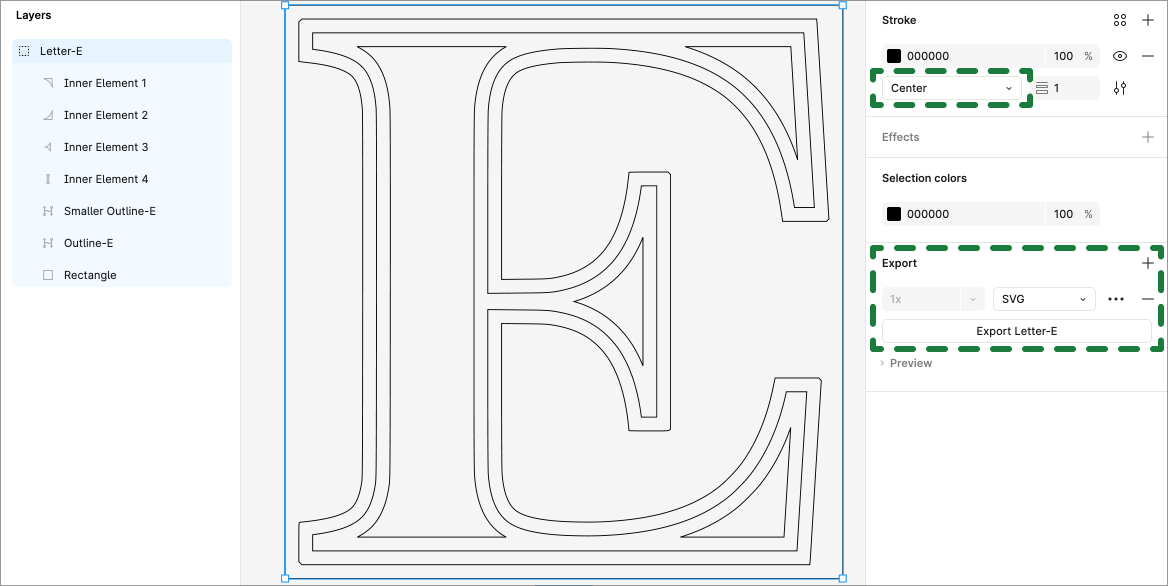 Layers
Letter-E
Inner Element 1
Inner Element 2
Inner Element 3
Inner Element 4
Smaller Outline-E
Outline-E
Rectangle
E
Stroke
000000 100 %
Center 1
Effects
Selection colors
000000 100 %
Export
1x SVG
Export Letter-E
Preview